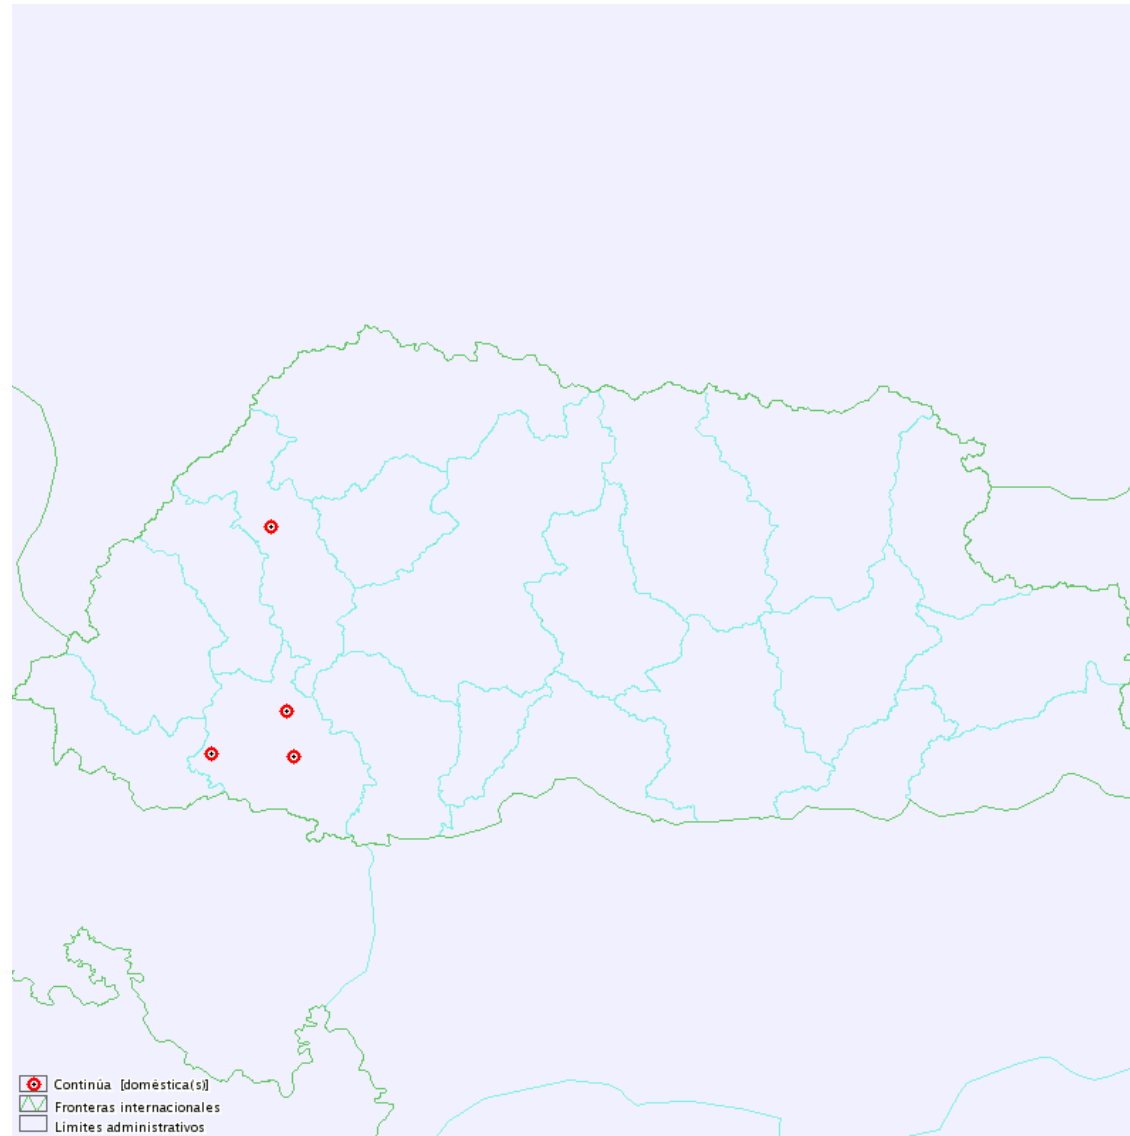 Continúa [doméstica(s)]
Fronteras internacionales
Límites administrativos